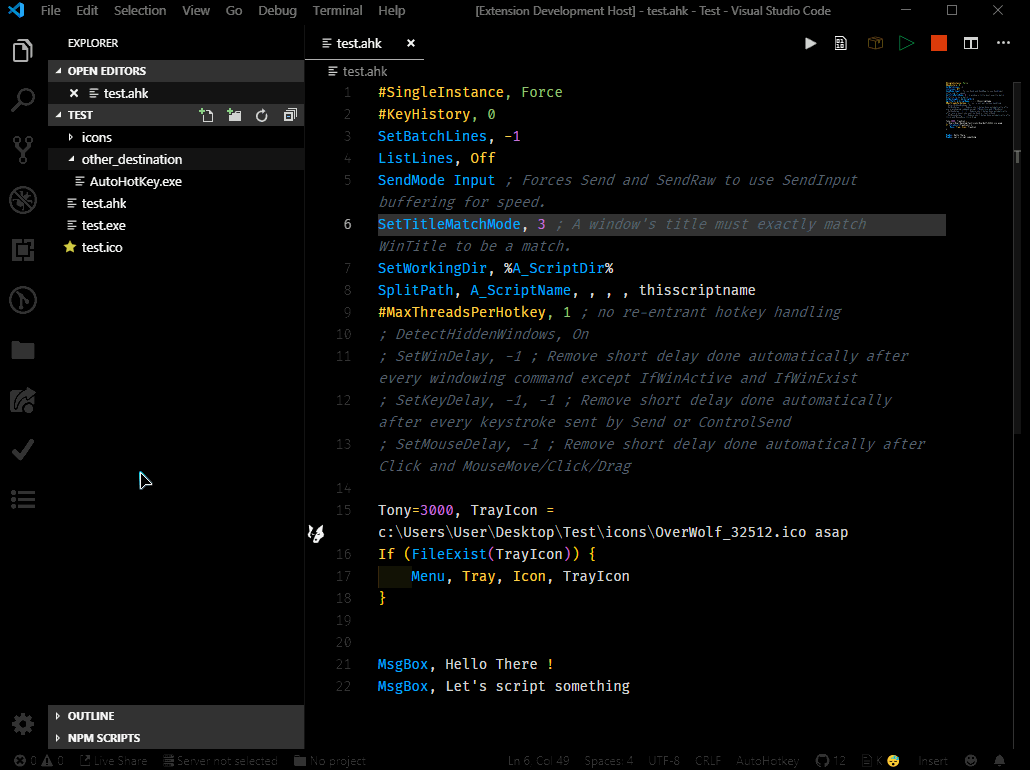 File Edit Selection View Go Debug Terminal Help [Extension Development Host] - test.ahk - Test - Visual Studio Code
EXPLORER
OPEN EDITORS
test.ahk
TEST
icons
other_destination
AutoHotKey.exe
test.ahk
test.exe
test.ico
OUTLINE
NPM SCRIPTS
test.ahk
test.ahk
1 #SingleInstance, Force
2 #KeyHistory, 0
3 SetBatchLines, -1
4 ListLines, Off
5 SendMode Input ; Forces Send and SendRaw to use SendInput
buffering for speed.
6 SetTitleMatchMode, 3 ; A window's title must exactly match
WinTitle to be a match.
7 SetWorkingDir, %A_ScriptDir%
8 SplitPath, A_ScriptName, , , , thisscriptname
9 #MaxThreadsPerHotkey, 1 ; no re-entrant hotkey handling
10 ; DetectHiddenWindows, On
11 ; SetWinDelay, -1 ; Remove short delay done automatically after
every windowing command except IfWinActive and IfWinExist
12 ; SetKeyDelay, -1, -1 ; Remove short delay done automatically
after every keystroke sent by Send or ControlSend
13 ; SetMouseDelay, -1 ; Remove short delay done automatically after
Click and MouseMove/Click/Drag
14
15 Tony=3000, TrayIcon =
c:\Users\User\Desktop\Test\icons\OverWolf_32512.ico asap
16 If (FileExist(TrayIcon)) {
17 Menu, Tray, Icon, TrayIcon
18 }
19
20
21 MsgBox, Hello There !
22 MsgBox, Let's script something
0 0 Live Share Server not selected No project Ln 6 Col 49 Spaces: 4 UTF-8 CRLF AutoHotkey 12 K Insert